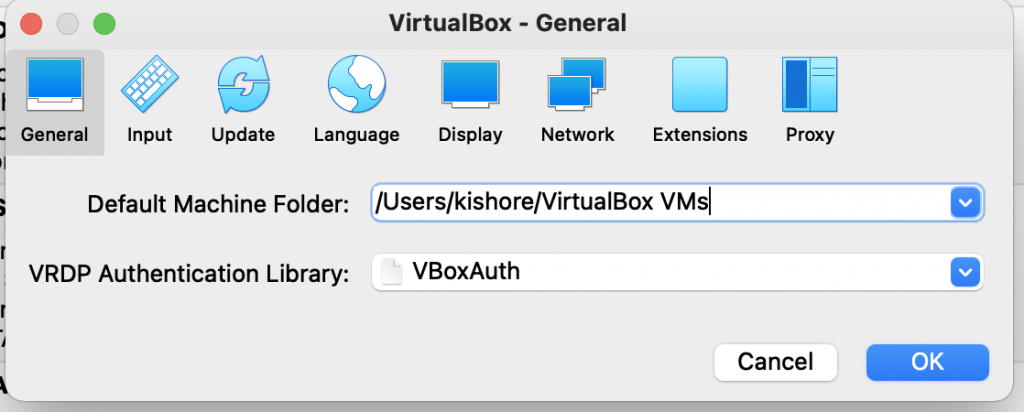 VirtualBox - General
General Input Update Language Display Network Extensions Proxy
Default Machine Folder: /Users/kishore/VirtualBox VMs
VRDP Authentication Library: VBoxAuth
Cancel OK